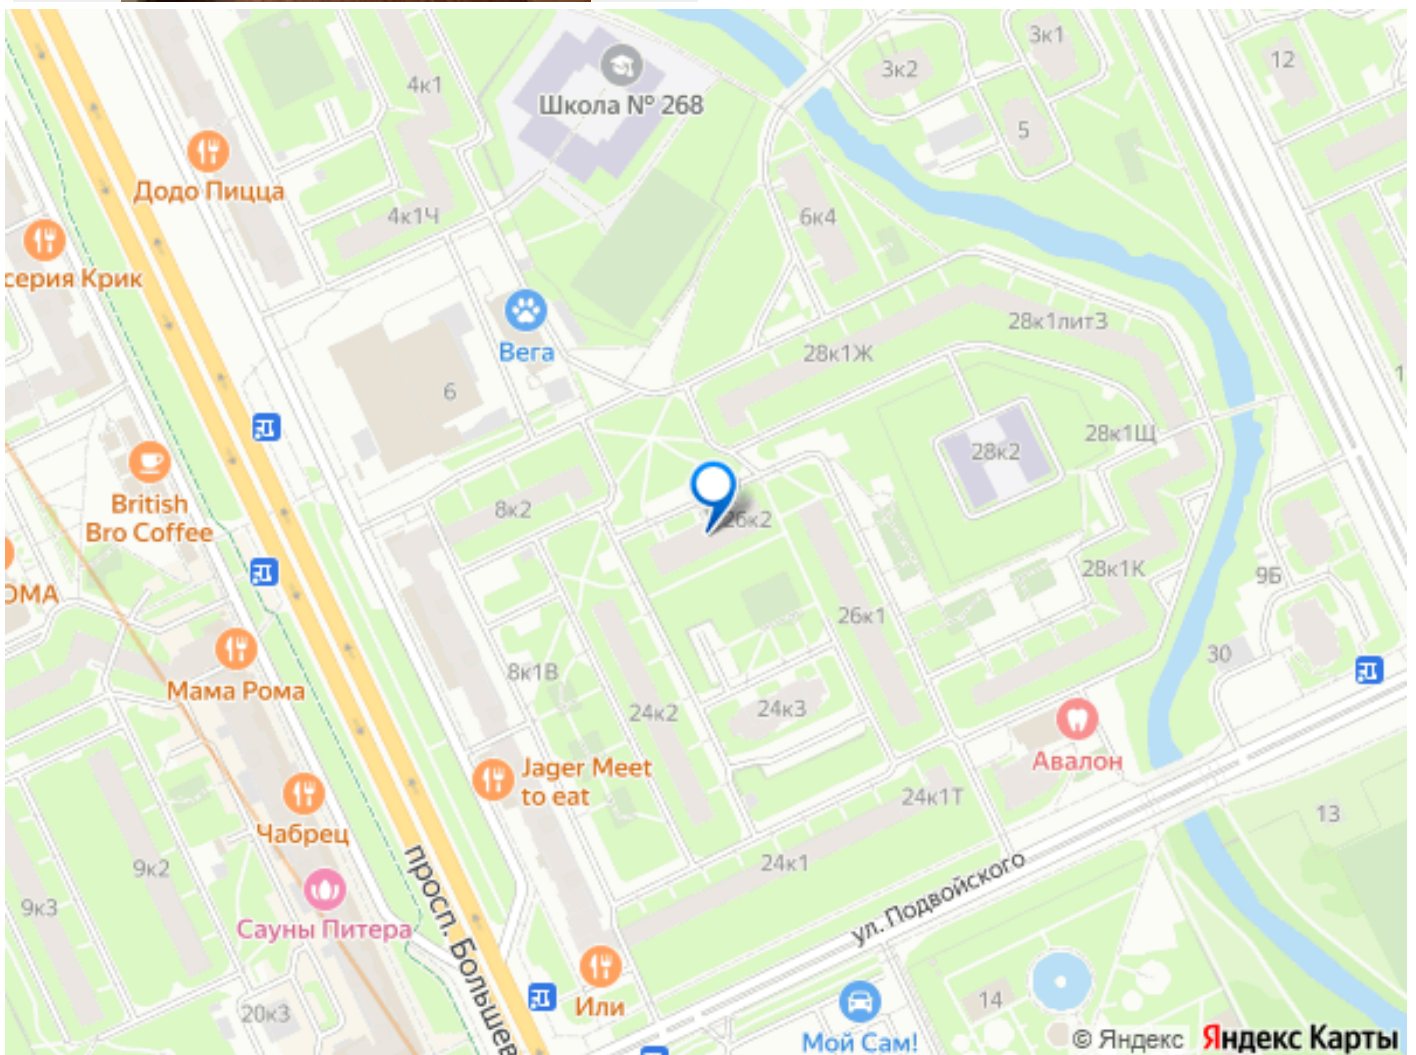 3к1
12
3к2
4к1
Школа № 268
5
Додо Пицца
4к1Ч
6к4
серия Крик
28к1литЗ
Вега
28к1Ж
6
28к1Щ
28к2
British
Bro Coffee
8к2
26к2
28к1К
9Б
ОМА
26к1
30
Мама Рома
8к1В
24к2
24к3
Авалон
Jager Meet
to eat
24к1Т
13
Чабрец
9к2
24к1
просп. Большев
ул. Подвойского
9к3
Сауны Питера
Или
14
20к3
Мой Сам!
© Яндекс Яндекс Карты